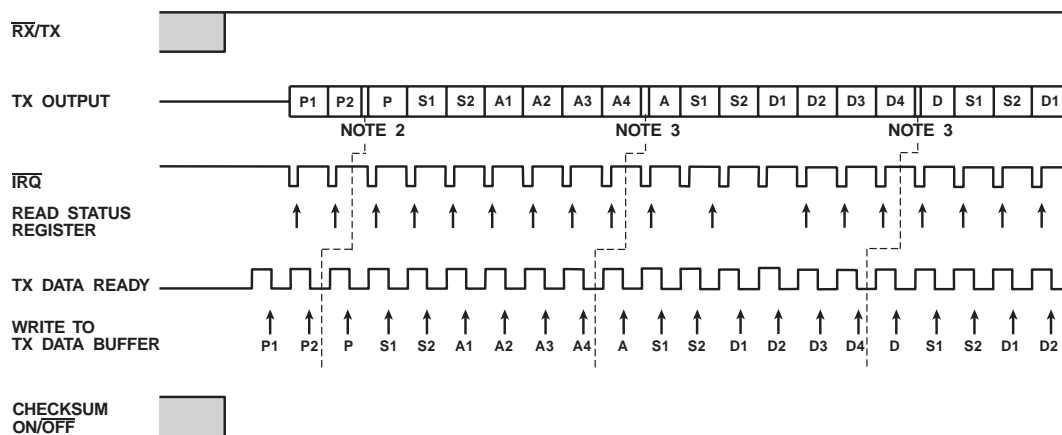 RX/TX
TX OUTPUT P1 P2 P S1 S2 A1 A2 A3 A4 A S1 S2 D1 D2 D3 D4 D S1 S2 D1
NOTE 2 NOTE 3 NOTE 3
IRQ
READ STATUS
REGISTER
TX DATA READY
WRITE TO
TX DATA BUFFER P1 P2 P S1 S2 A1 A2 A3 A4 A S1 S2 D1 D2 D3 D4 D S1 S2 D1 D2
CHECKSUM
ON/OFF